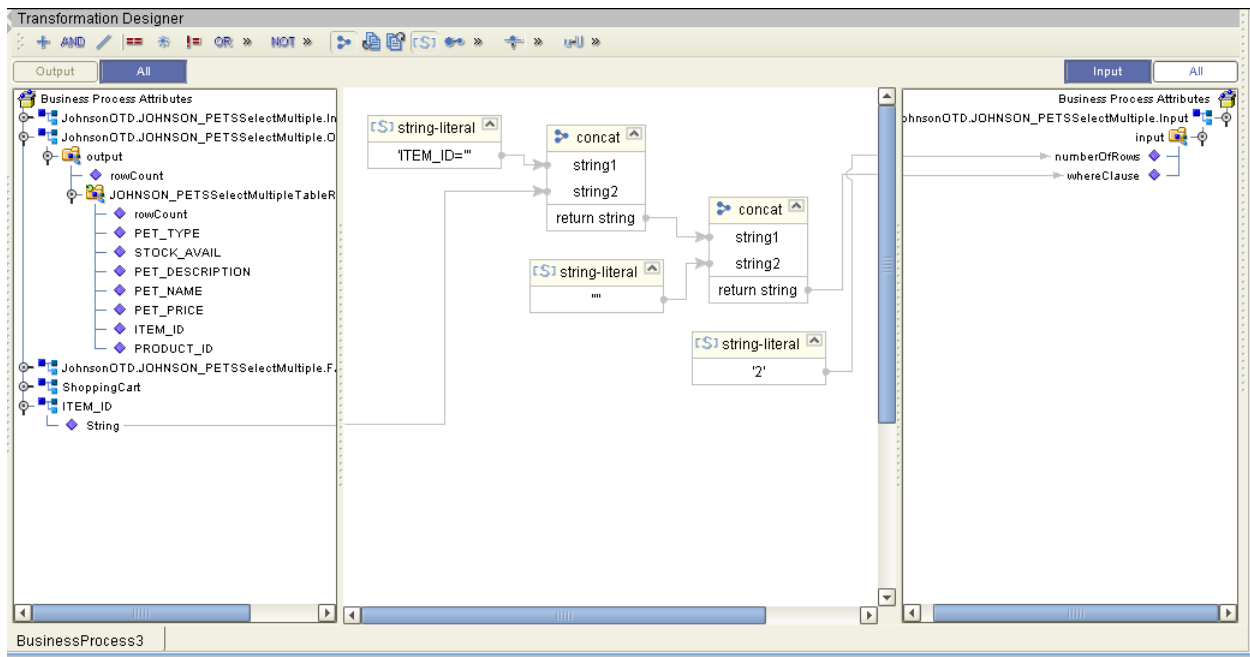 Transformation Designer
AND == != OR » NOT » [S] » » »
Output All Input All
Business Process Attributes
JohnsonOTD.JOHNSON_PETSSelectMultiple.In
JohnsonOTD.JOHNSON_PETSSelectMultiple.O
output
rowCount
JOHNSON_PETSSelectMultipleTableR
rowCount
PET_TYPE
STOCK_AVAIL
PET_DESCRIPTION
PET_NAME
PET_PRICE
ITEM_ID
PRODUCT_ID
JohnsonOTD.JOHNSON_PETSSelectMultiple.F
ShoppingCart
ITEM_ID
String
[S] string-literal
'ITEM_ID='"
concat
string1
string2
return string
[S] string-literal
""
concat
string1
string2
return string
[S] string-literal
'2'
Business Process Attributes
ohnsonOTD.JOHNSON_PETSSelectMultiple.Input
input
numberOfRows
whereClause
BusinessProcess3